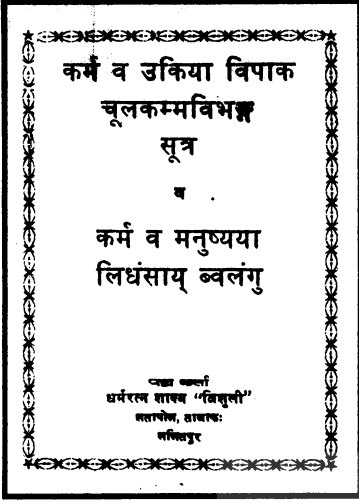 कर्म व उकिया विपाक
चूलकम्मविभङ्ग
सूत्र
व
कर्म व मनुष्यया
लिधंसाय् ब्वलंगु
धर्मरत्न शाक्य "त्रिशुली"
ललितपुर